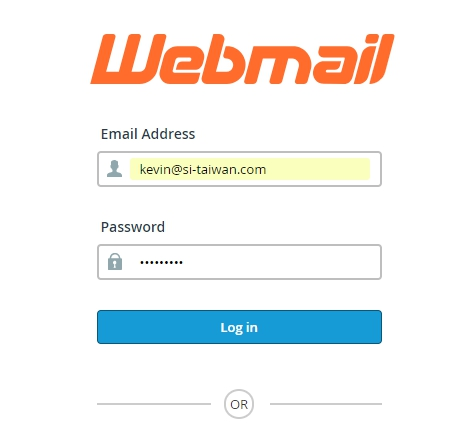 Webmail
Email Address
kevin@si-taiwan.com
Password
•••••••••
Log in
OR